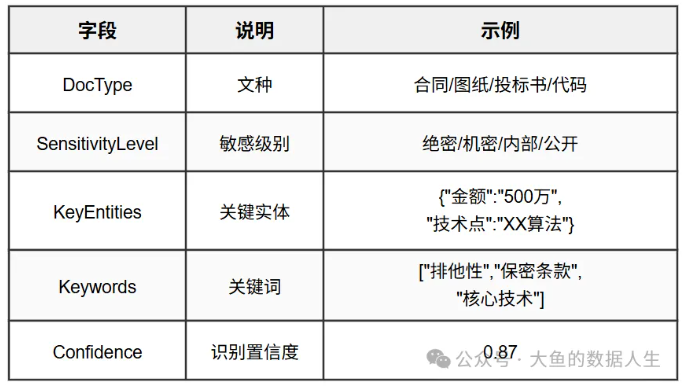 字段 说明 示例
DocType 文种 合同/图纸/投标书/代码
SensitivityLevel 敏感级别 绝密/机密/内部/公开
KeyEntities 关键实体 {"金额":"500万",
"技术点":"XX算法"}
Keywords 关键词 ["排他性","保密条款",
"核心技术"]
Confidence 识别置信度 0.87
公众号 · 大鱼的数据人生